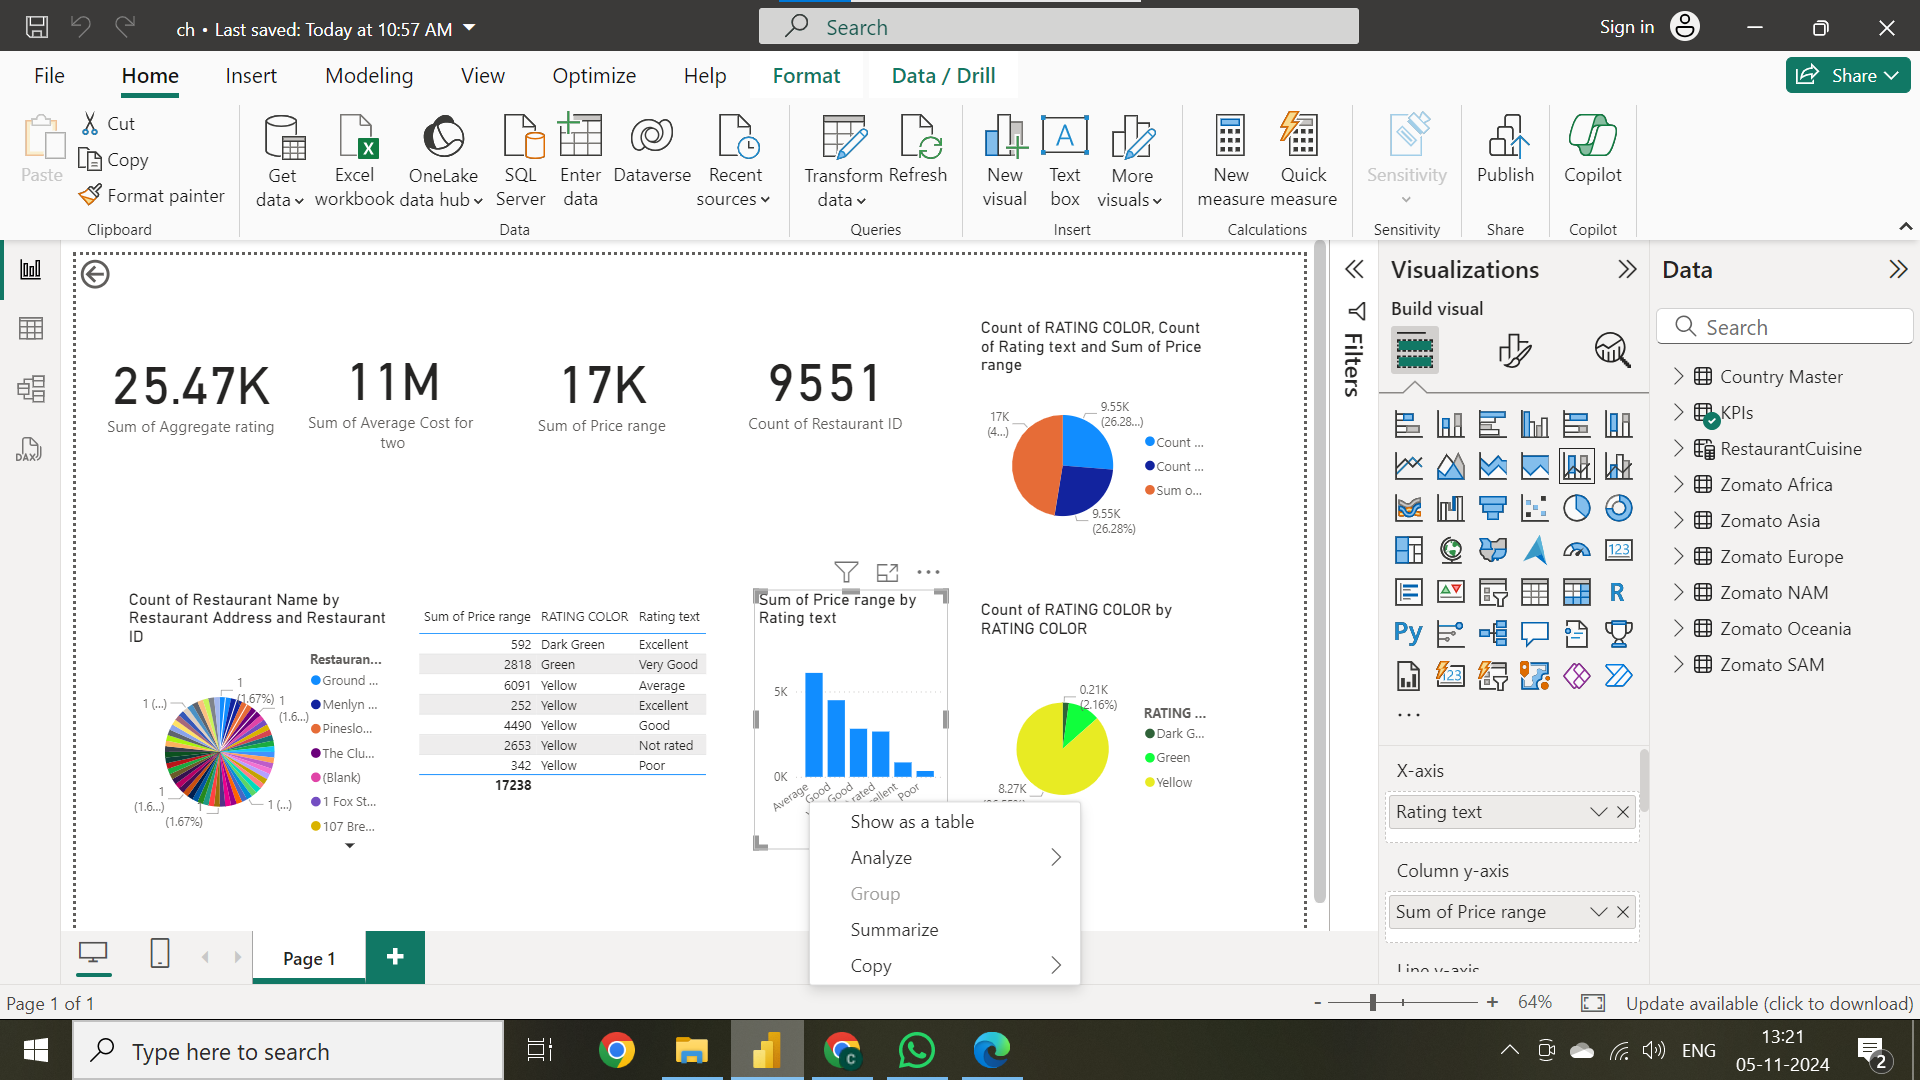 ch • Last saved: Today at 10:57 AM
Search
Sign in
File
Home
Insert
Modeling
View
Optimize
Help
Format
Data / Drill
Share
Paste
Cut
Copy
Format painter
Clipboard
Get data
Excel workbook
OneLake data hub
SQL Server
Enter data
Dataverse
Recent sources
Data
Transform data
Refresh
Queries
New visual
Text box
More visuals
Insert
New measure
Quick measure
Calculations
Sensitivity
Sensitivity
Publish
Share
Copilot
Copilot
25.47K
Sum of Aggregate rating
11M
Sum of Average Cost for
two
17K
Sum of Price range
9551
Count of Restaurant ID
Count of RATING COLOR, Count
of Rating text and Sum of Price
range
17K
(4...)
9.55K
(26.28...)
9.55K
(26.28%)
Count ...
Count ...
Sum o...
Count of Restaurant Name by
Restaurant Address and Restaurant
ID
1 (...)
1
(1.67%)
1
(1.6...)
1
(1.6...)
1
(1.67%)
1 (...)
Restauran...
Ground ...
Menlyn ...
Pineslo...
The Clu...
(Blank)
1 Fox St...
107 Bre...
Sum of Price range RATING COLOR Rating text
592 Dark Green Excellent
2818 Green Very Good
6091 Yellow Average
252 Yellow Excellent
4490 Yellow Good
2653 Yellow Not rated
342 Yellow Poor
17238
Sum of Price range by
Rating text
5K
0K
Average
Good
Good
rated
ellent
Poor
Count of RATING COLOR by
RATING COLOR
0.21K
(2.16%)
8.27K
RATING ...
Dark G...
Green
Yellow
Show as a table
Analyze
Group
Summarize
Copy
Filters
Visualizations
Build visual
123
R
Py
123
...
X-axis
Rating text
Column y-axis
Sum of Price range
Line y-axis
Data
Search
Country Master
KPIs
RestaurantCuisine
Zomato Africa
Zomato Asia
Zomato Europe
Zomato NAM
Zomato Oceania
Zomato SAM
DAX
Page 1
+
Page 1 of 1
- + 64%
Update available (click to download)
Type here to search
ENG
13:21
05-11-2024
2